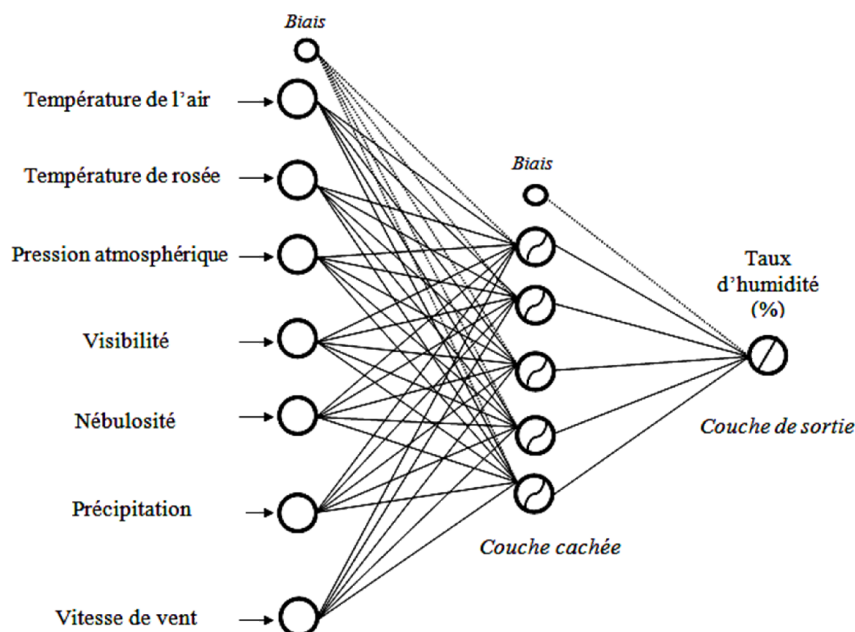 Biais
Température de l'air
Température de rosée
Biais
Pression atmosphérique
Taux
d'humidité
(%)
Visibilité
Nébulosité
Couche de sortie
Précipitation
Couche cachée
Vitesse de vent